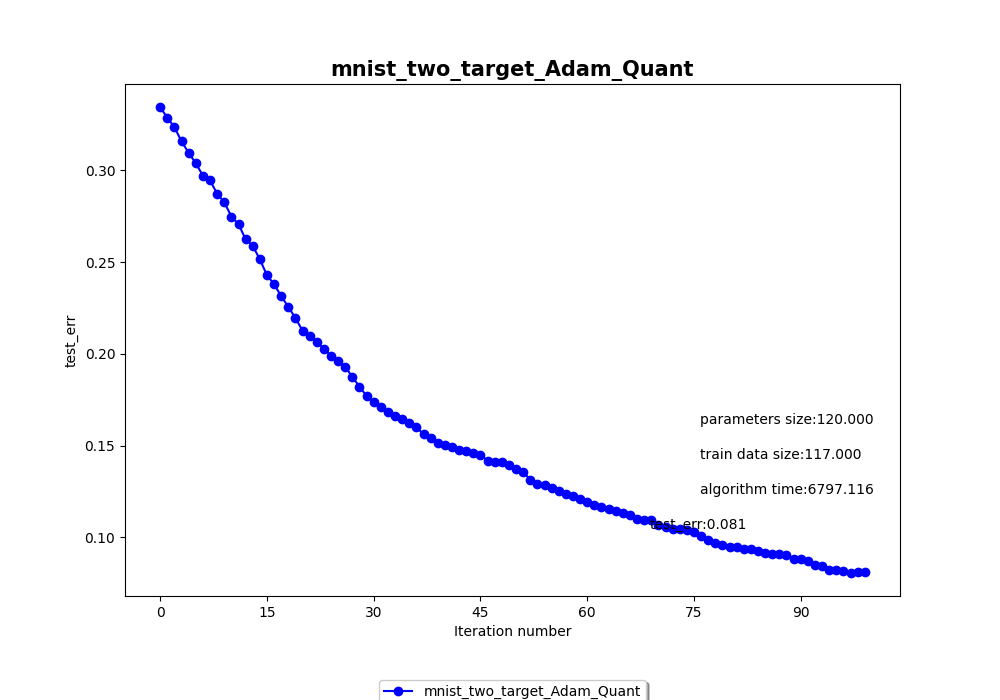 mnist_two_target_Adam_Quant
0.30
0.25
0.20
0.15
0.10
test_err
parameters size:120.000
train data size:117.000
algorithm time:6797.116
test_err:0.081
0 15 30 45 60 75 90
Iteration number
mnist_two_target_Adam_Quant